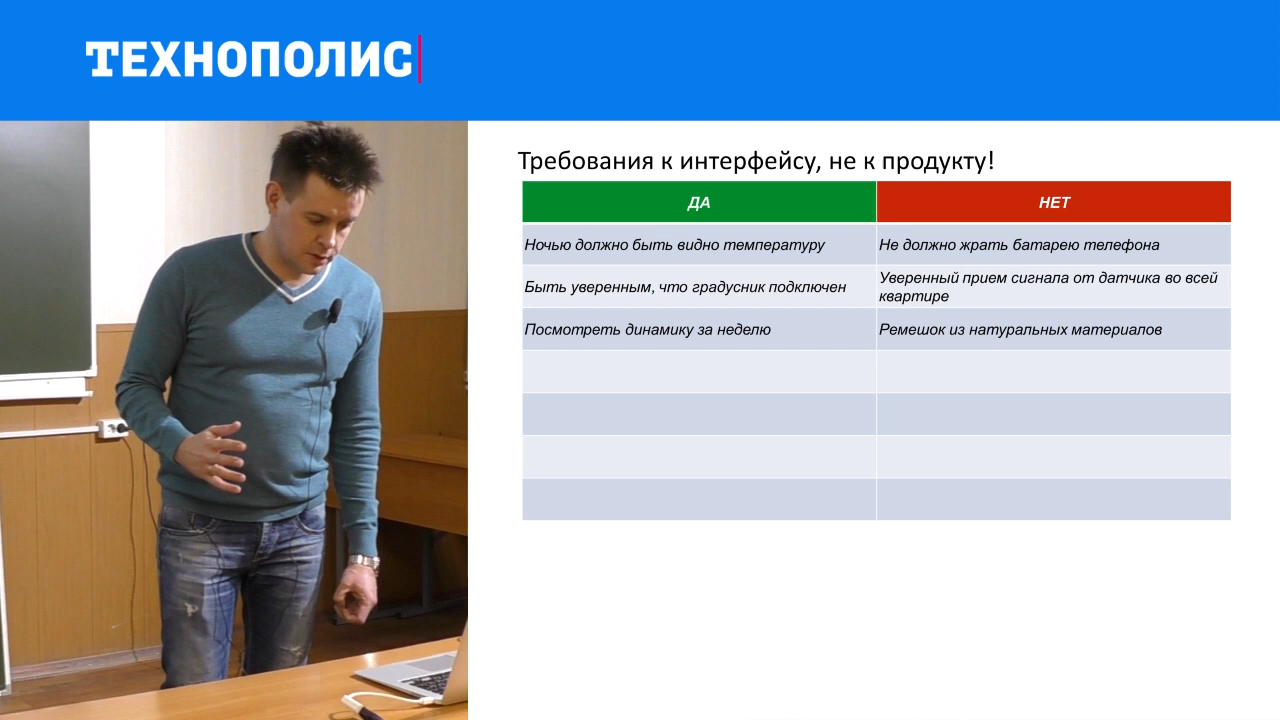 ТЕХНОПОЛИС
Требования к интерфейсу, не к продукту!
ДА
НЕТ
Ночью должно быть видно температуру
Не должно жрать батарею телефона
Быть уверенным, что градусник подключен
Уверенный прием сигнала от датчика во всей
квартире
Посмотреть динамику за неделю
Ремешок из натуральных материалов